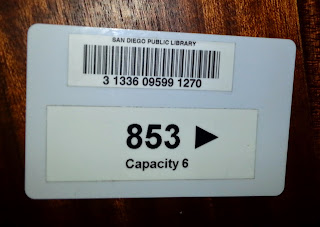 SAN DIEGO PUBLIC LIBRARY
3 1336 09599 1270
853 ▶
Capacity 6